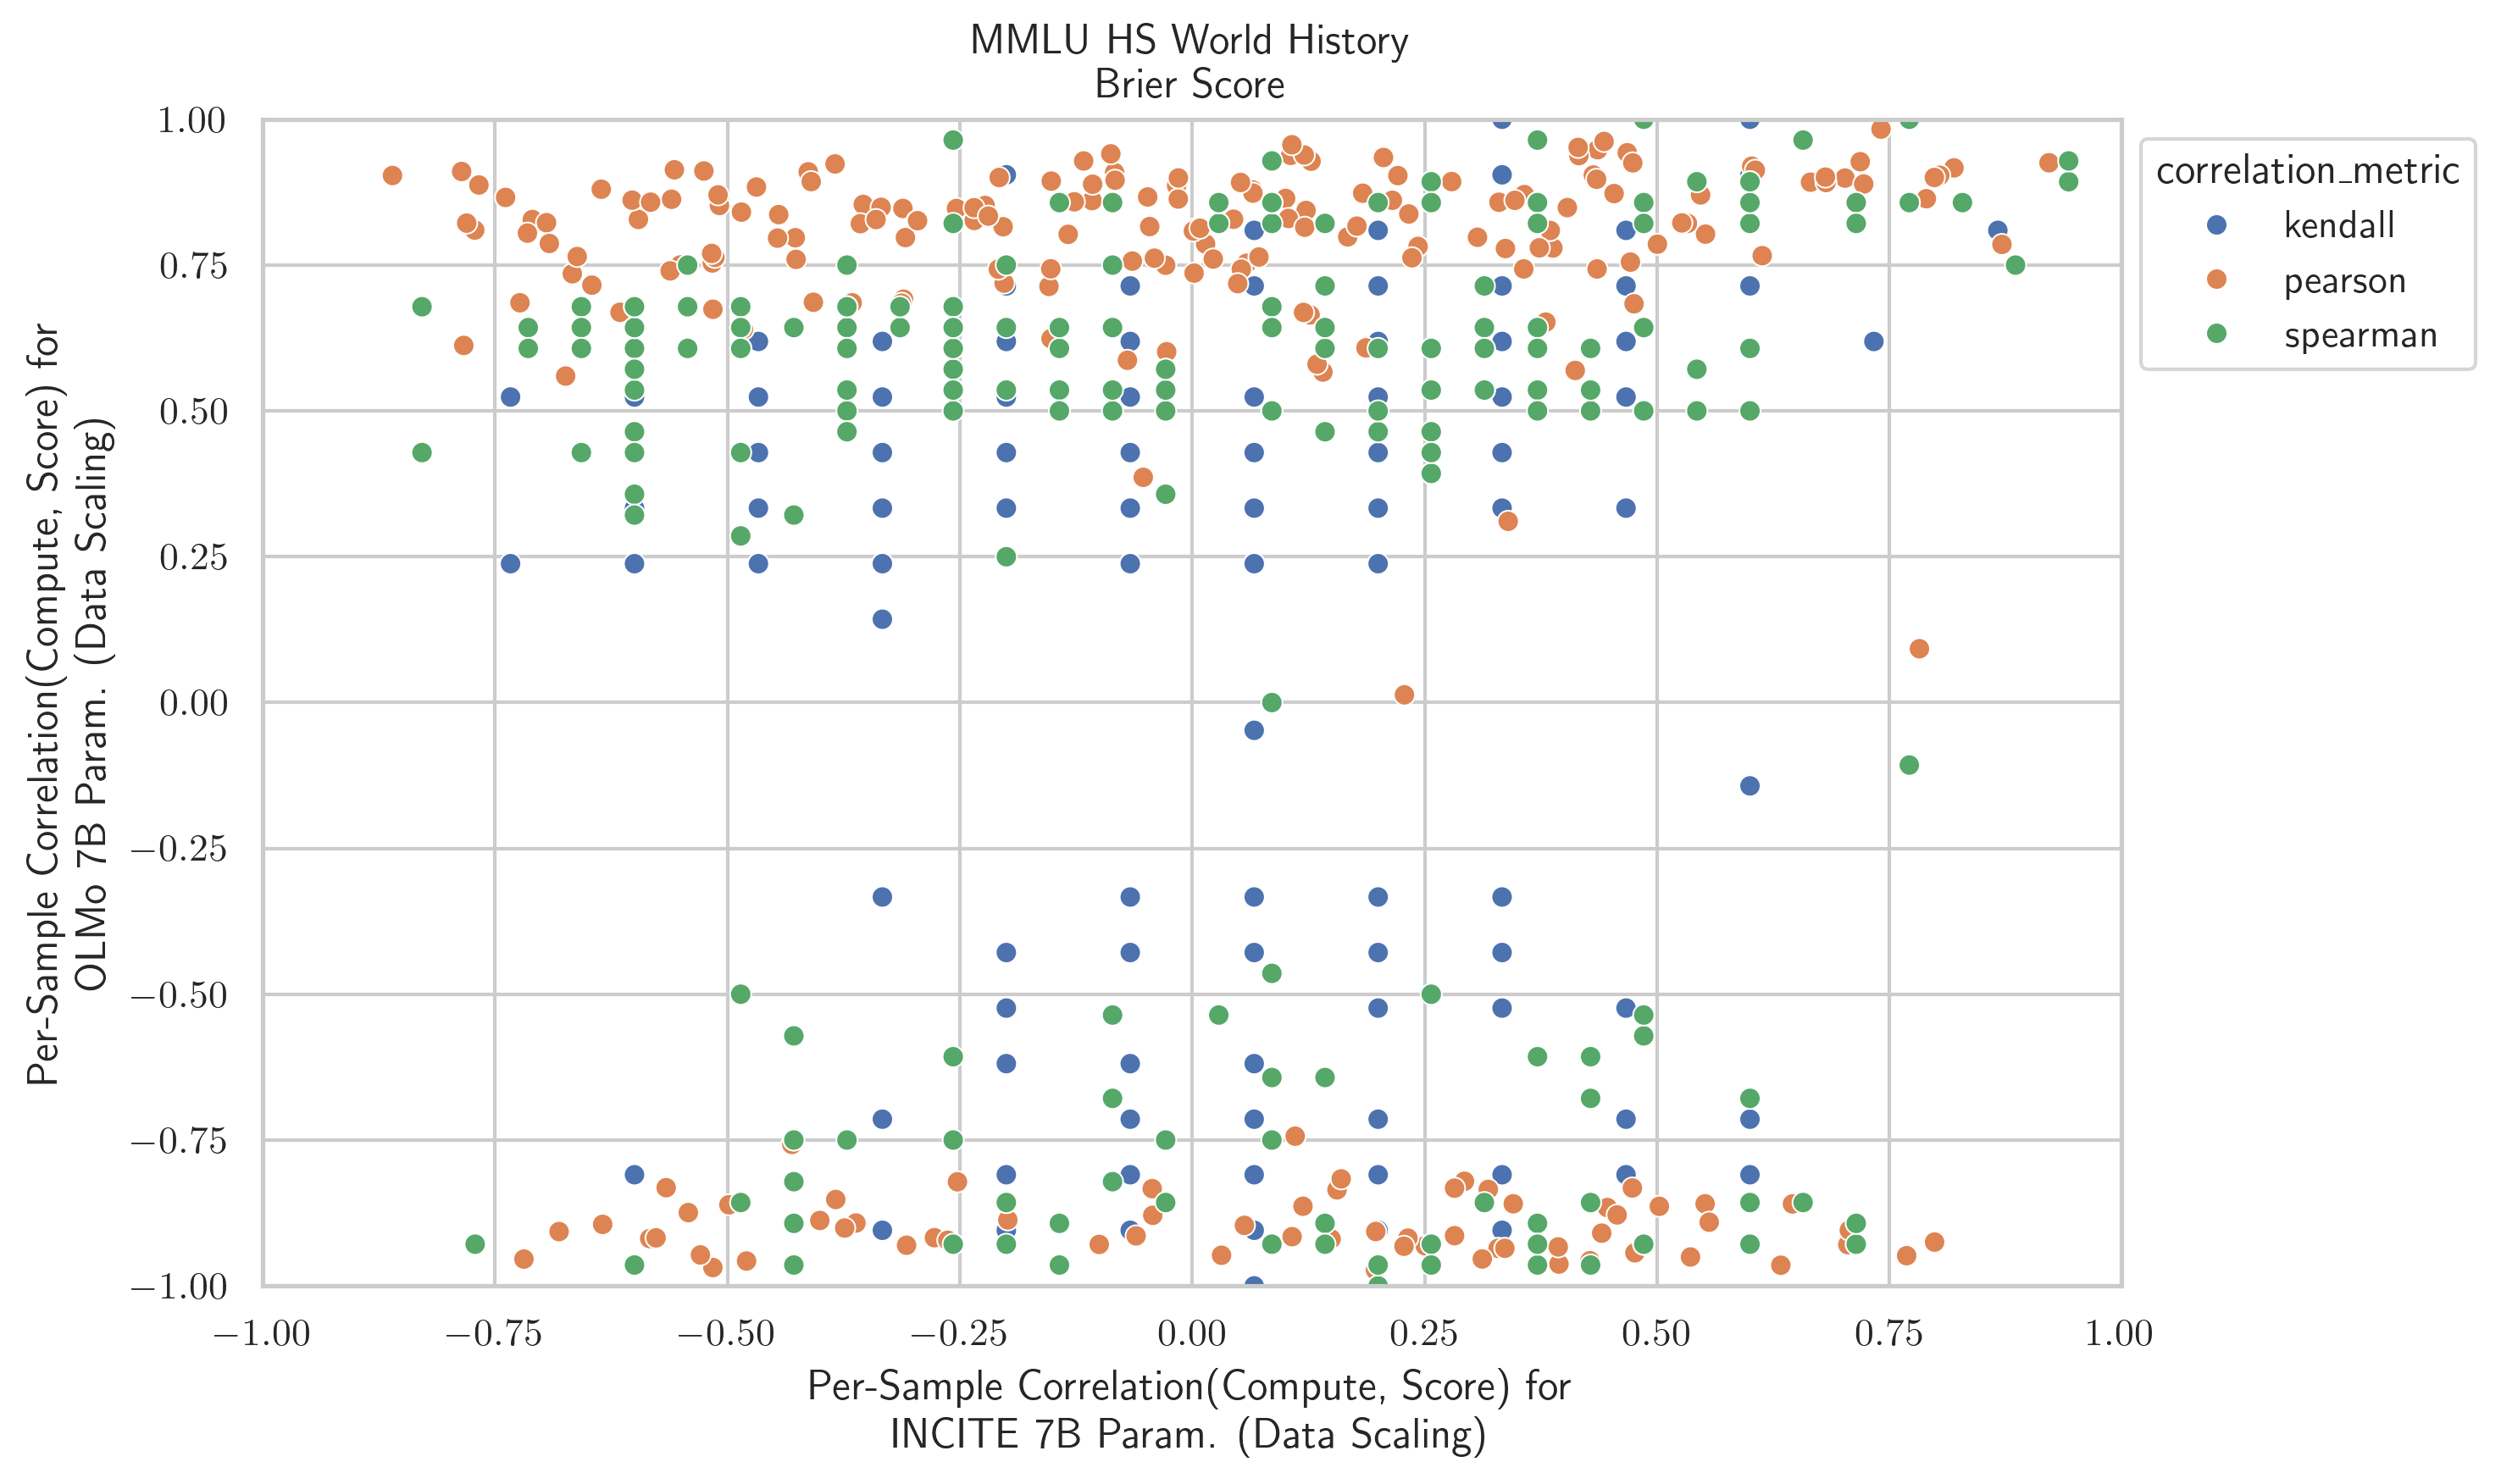 MMLU HS World History
Brier Score
Per-Sample Correlation(Compute, Score) for
OLMo 7B Param. (Data Scaling)
1.00
0.75
0.50
0.25
0.00
−0.25
−0.50
−0.75
−1.00
−1.00 −0.75 −0.50 −0.25 0.00 0.25 0.50 0.75 1.00
Per-Sample Correlation(Compute, Score) for
INCITE 7B Param. (Data Scaling)
correlation_metric
kendall
pearson
spearman